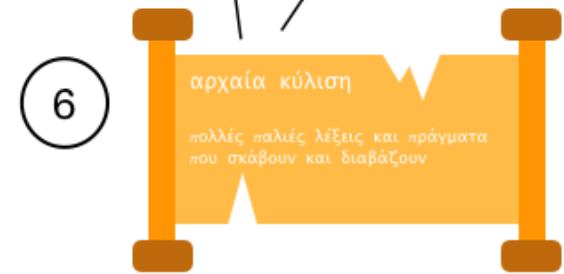 6
αρχαία κύλιση
πολλές παλιές λέξεις και πράγματα
που σκάβουν και διαβάζουν